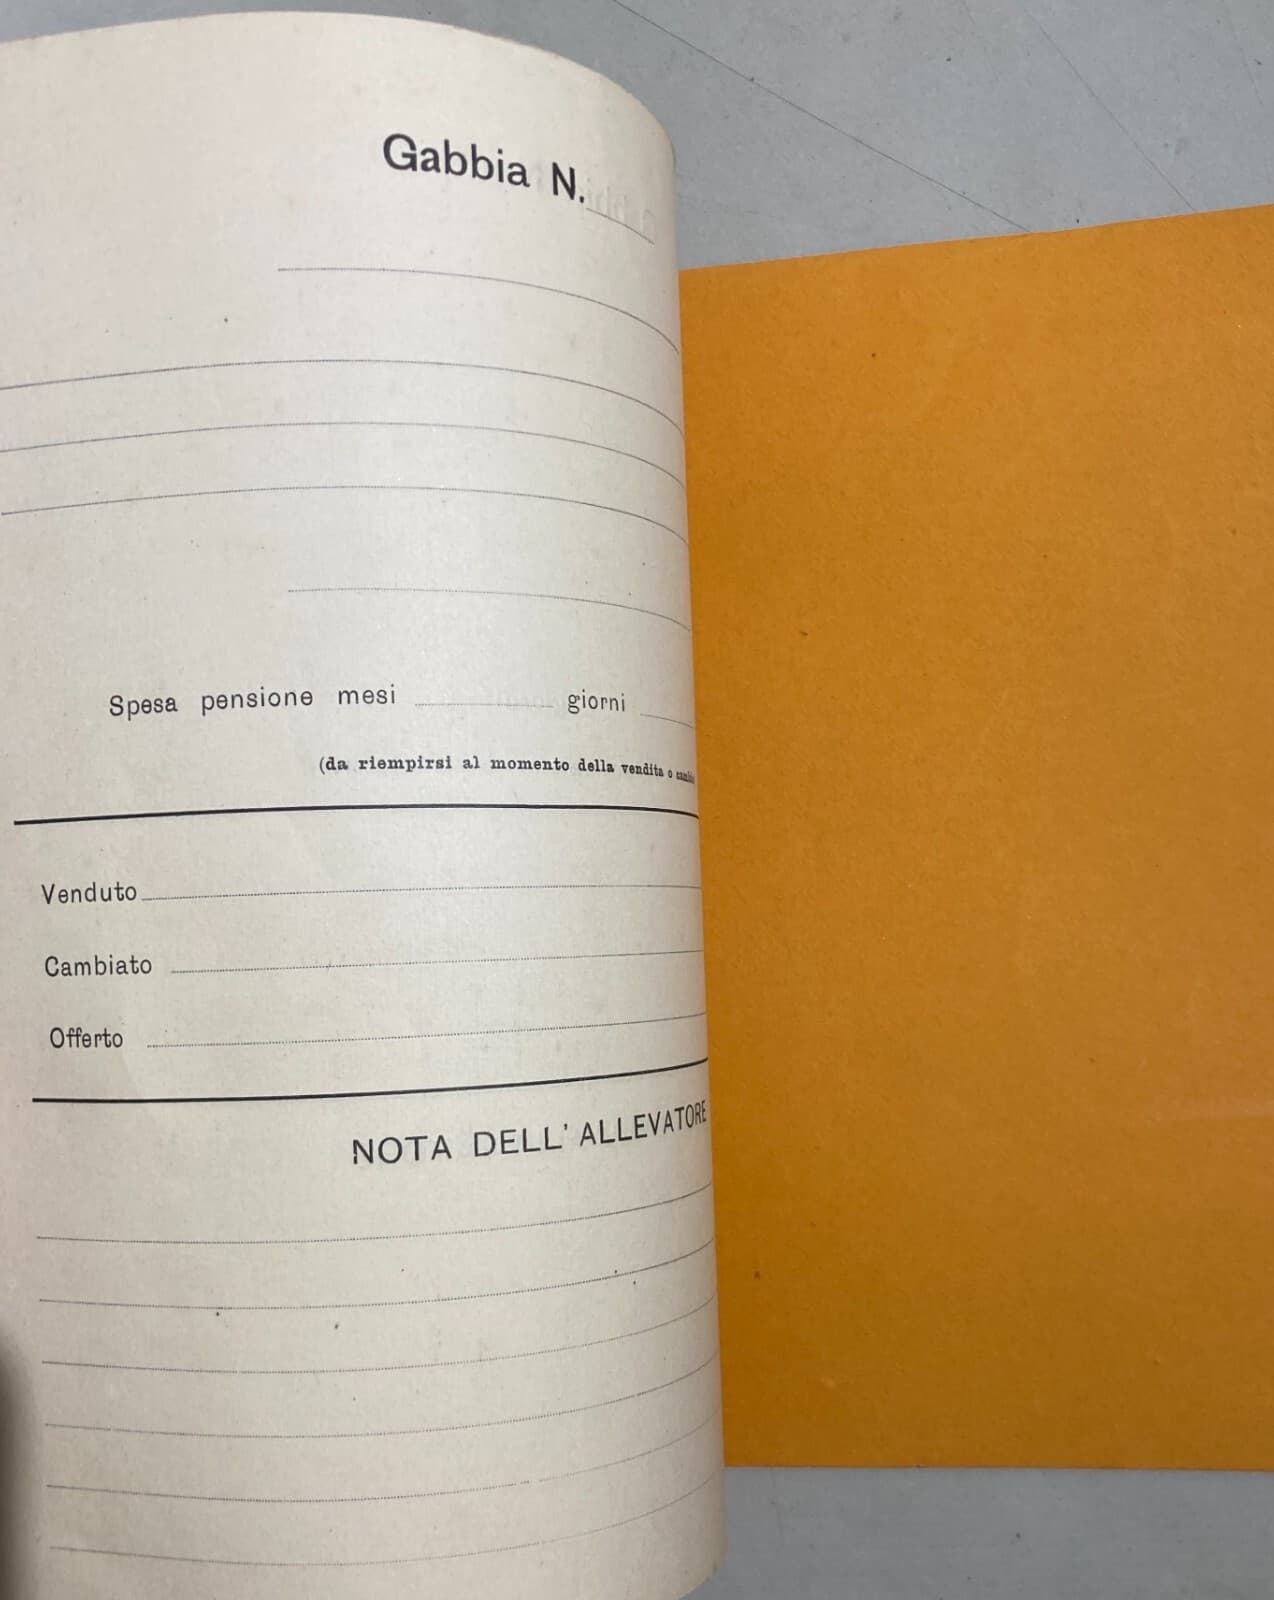 Gabbia N.
Spesa pensione mesi giorni
(da riempirsi al momento della vendita o
Venduto
Cambiato
Offerto
NOTA DELL' ALLEVATORE